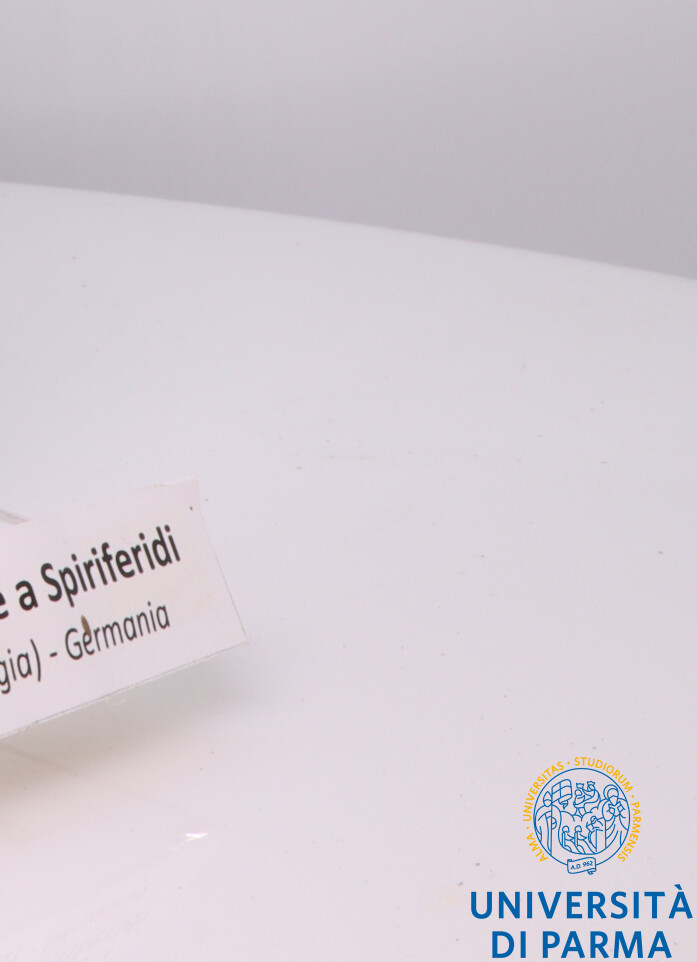 e a Spiriferidi
gia) - Germania
ALMA · UNIVERSITAS · STUDIORUM · PARMENSIS
A.D. 962
UNIVERSITÀ
DI PARMA